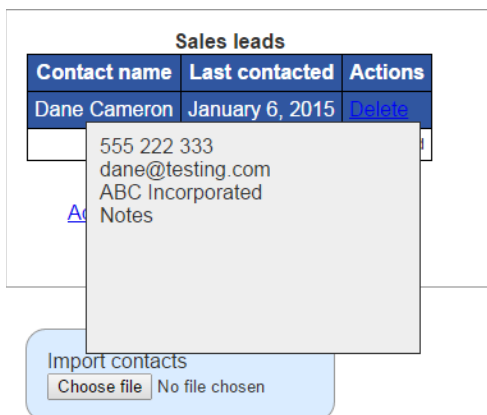 Sales leads
Contact name Last contacted Actions
Dane Cameron January 6, 2015 Delete
555 222 333
dane@testing.com
ABC Incorporated
Notes
Import contacts
Choose file No file chosen